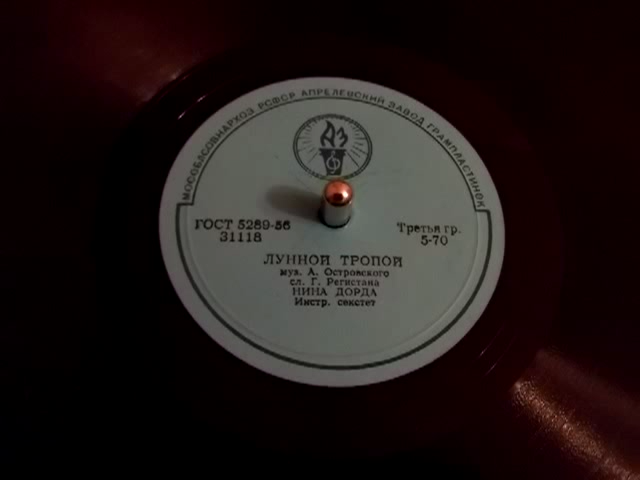 МОСОБЛСОВНАРХОЗ РСФСР АПРЕЛЕВСКИЙ ЗАВОД ГРАМПЛАСТИНОК
АЗ
ГОСТ 5289-56
31118
Третья гр.
5-70
ЛУННОЙ ТРОПОЙ
муз. А. Островского
сл. Г. Регистана
НИНА ДОРДА
Инстр. секстет